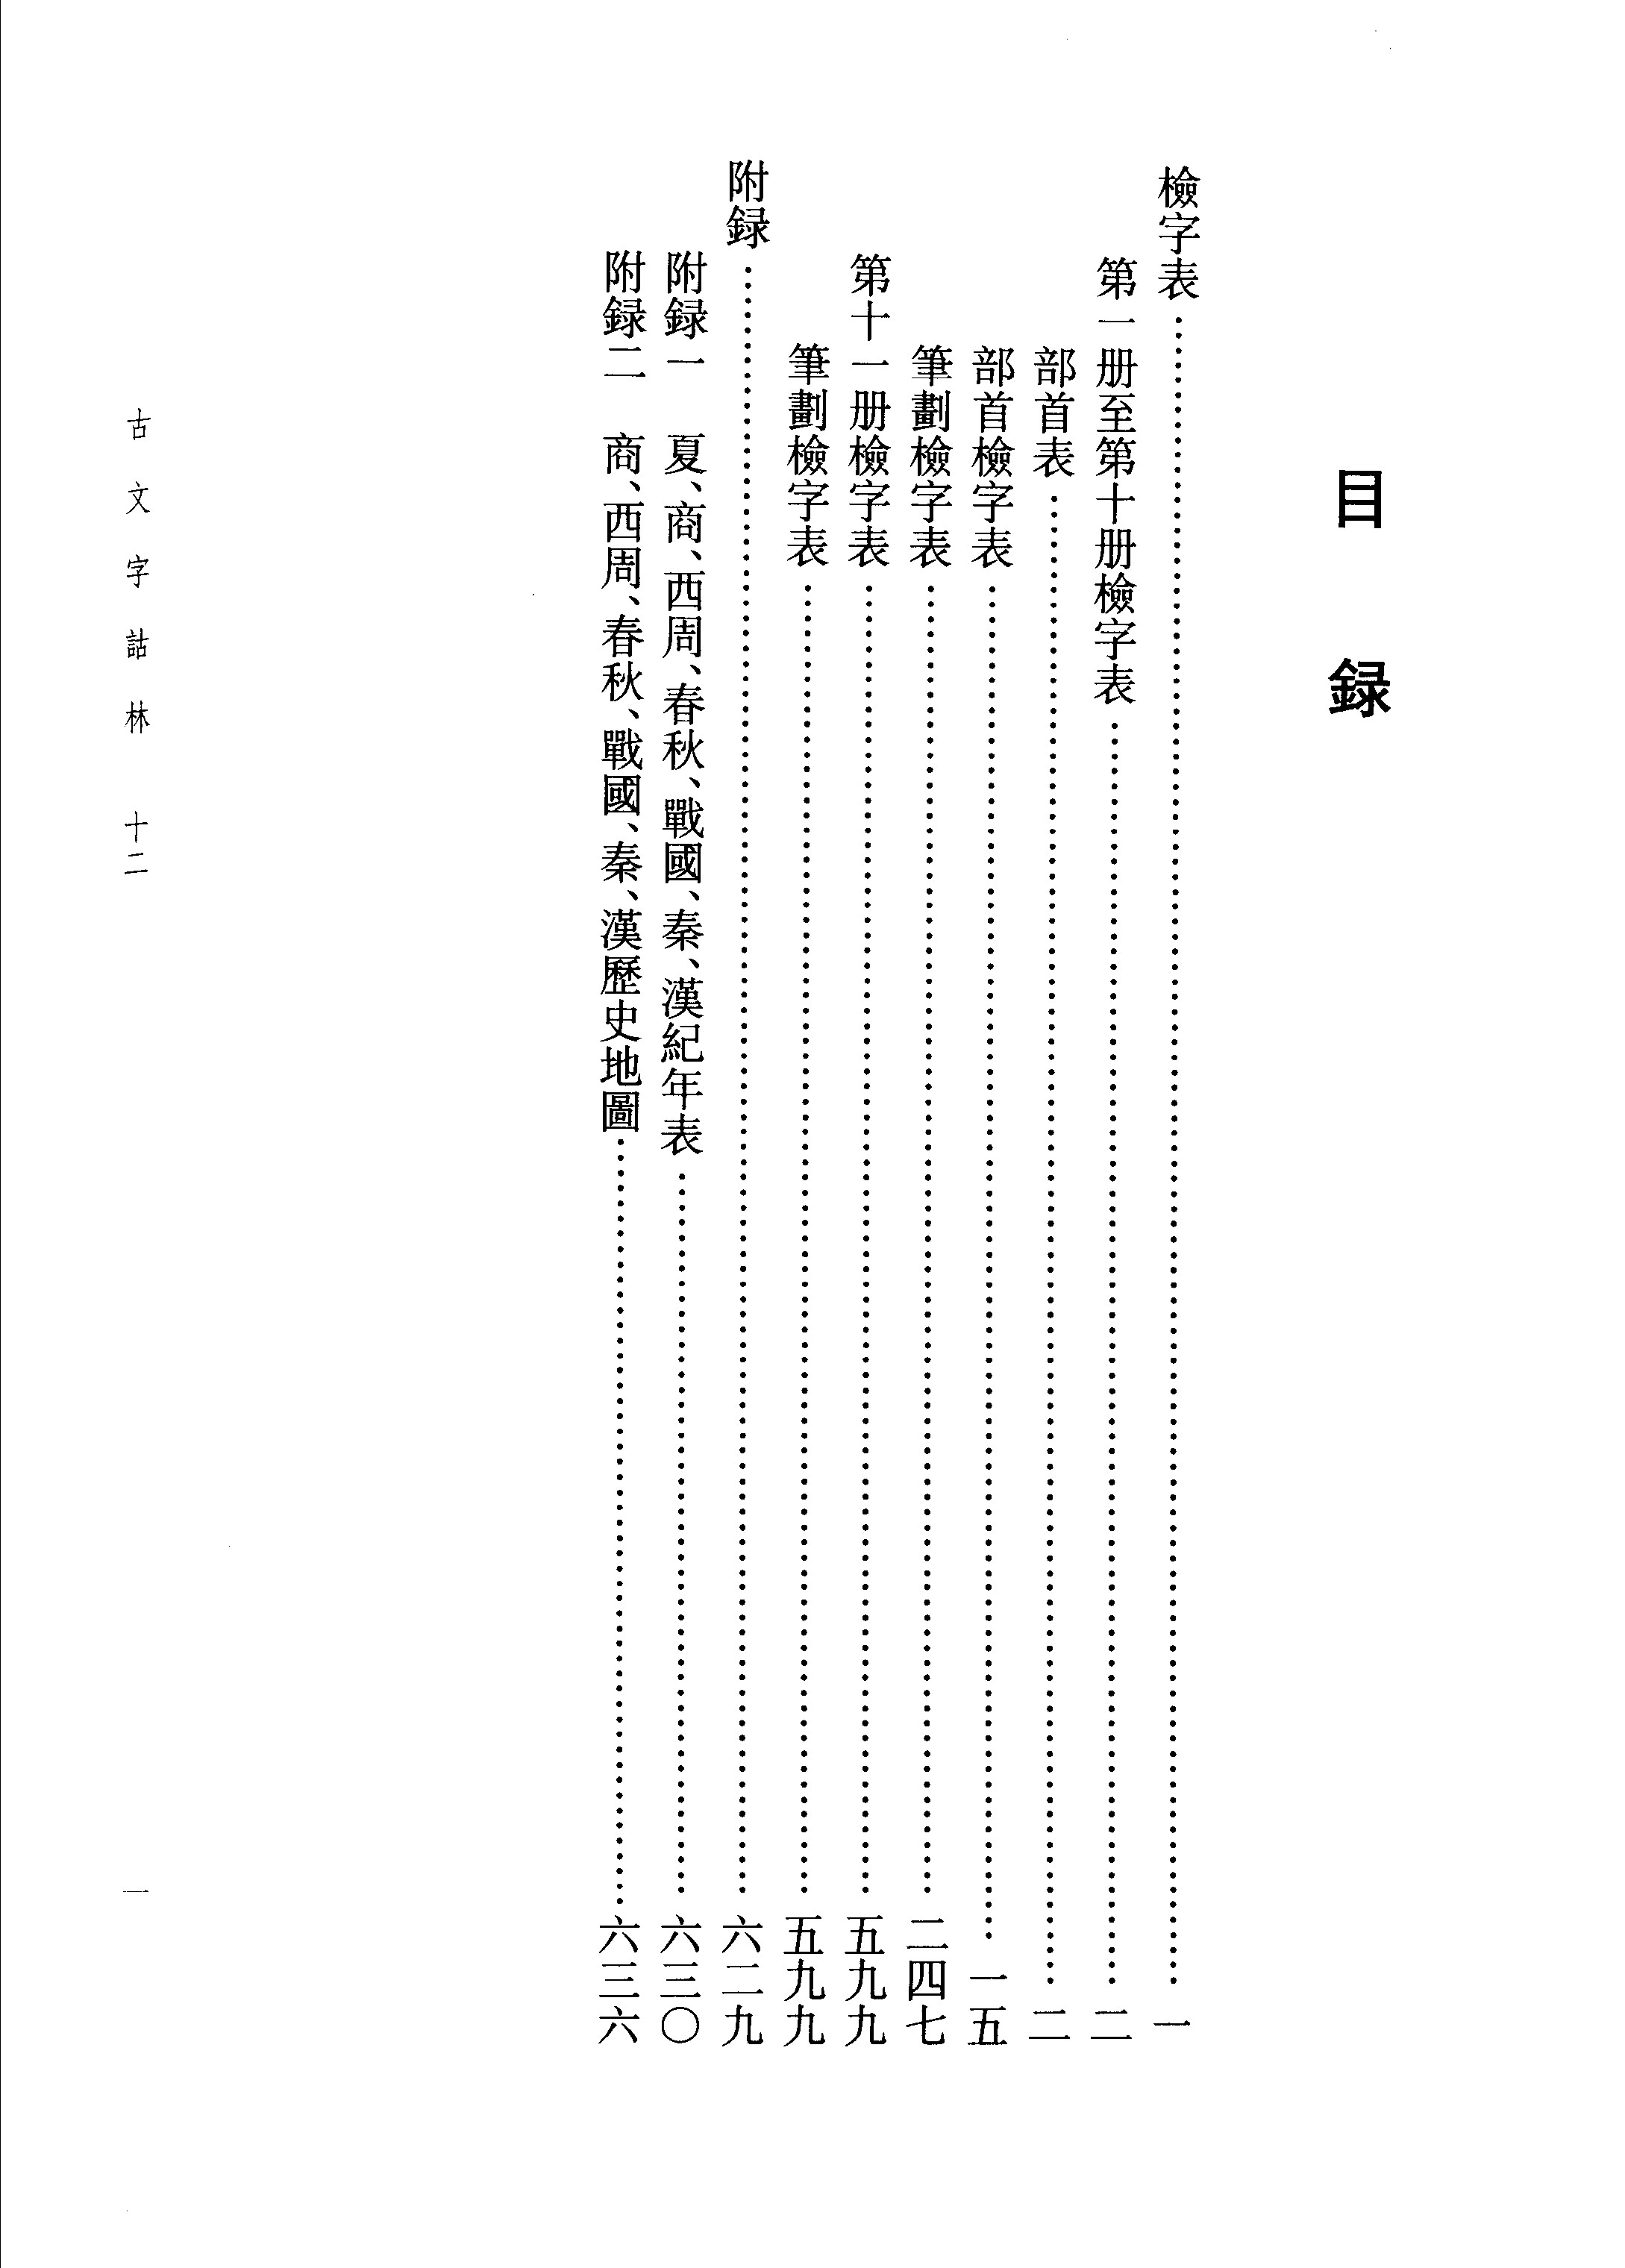 目録
檢字表……一
第一册至第十册檢字表……二
部首表……二
部首檢字表……一五
筆劃檢字表……二四七
第十一册檢字表……五九九
筆劃檢字表……五九九
附録……六二九
附録一　夏、商、西周、春秋、戰國、秦、漢紀年表……六三〇
附録二　商、西周、春秋、戰國、秦、漢歷史地圖……六三六
古文字詁林　十二　一